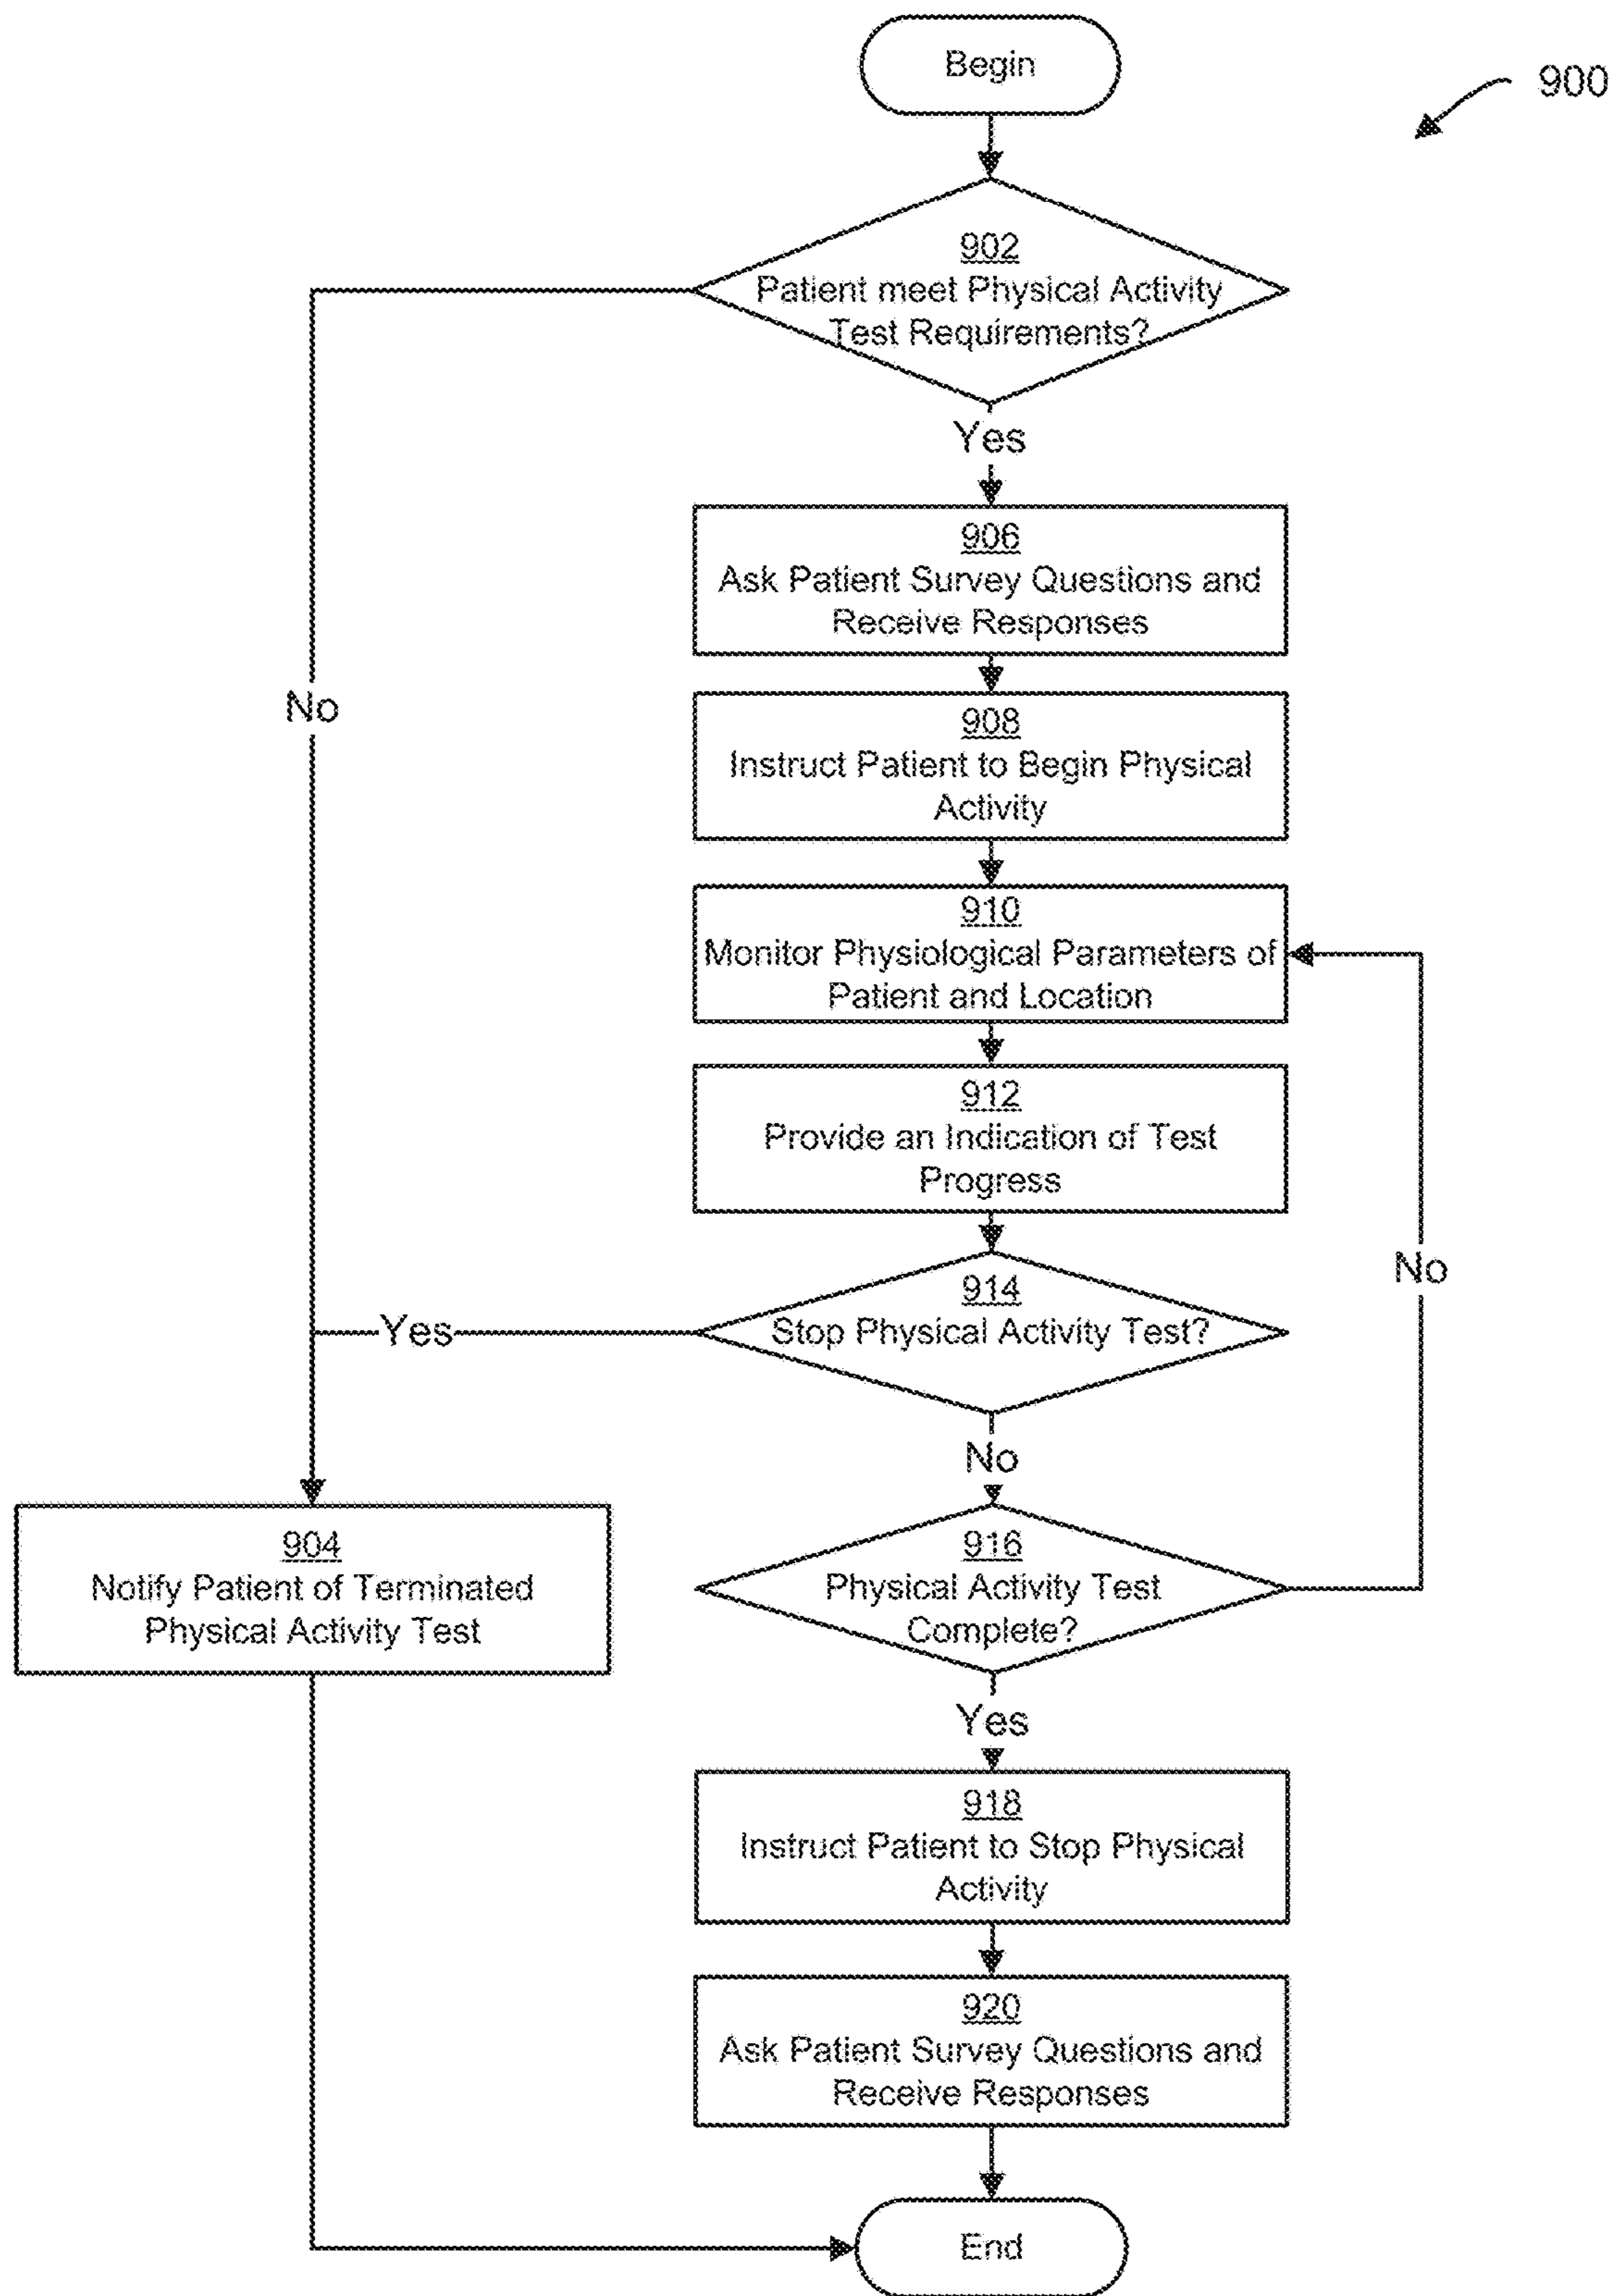 Begin
900
902
Patient meet Physical Activity
Test Requirements?
Yes
906
Ask Patient Survey Questions and
Receive Responses
No
908
Instruct Patient to Begin Physical
Activity
910
Monitor Physiological Parameters of
Patient and Location
912
Provide an Indication of Test
Progress
No
914
Stop Physical Activity Test?
Yes
No
904
Notify Patient of Terminated
Physical Activity Test
916
Physical Activity Test
Complete?
Yes
918
Instruct Patient to Stop Physical
Activity
920
Ask Patient Survey Questions and
Receive Responses
End